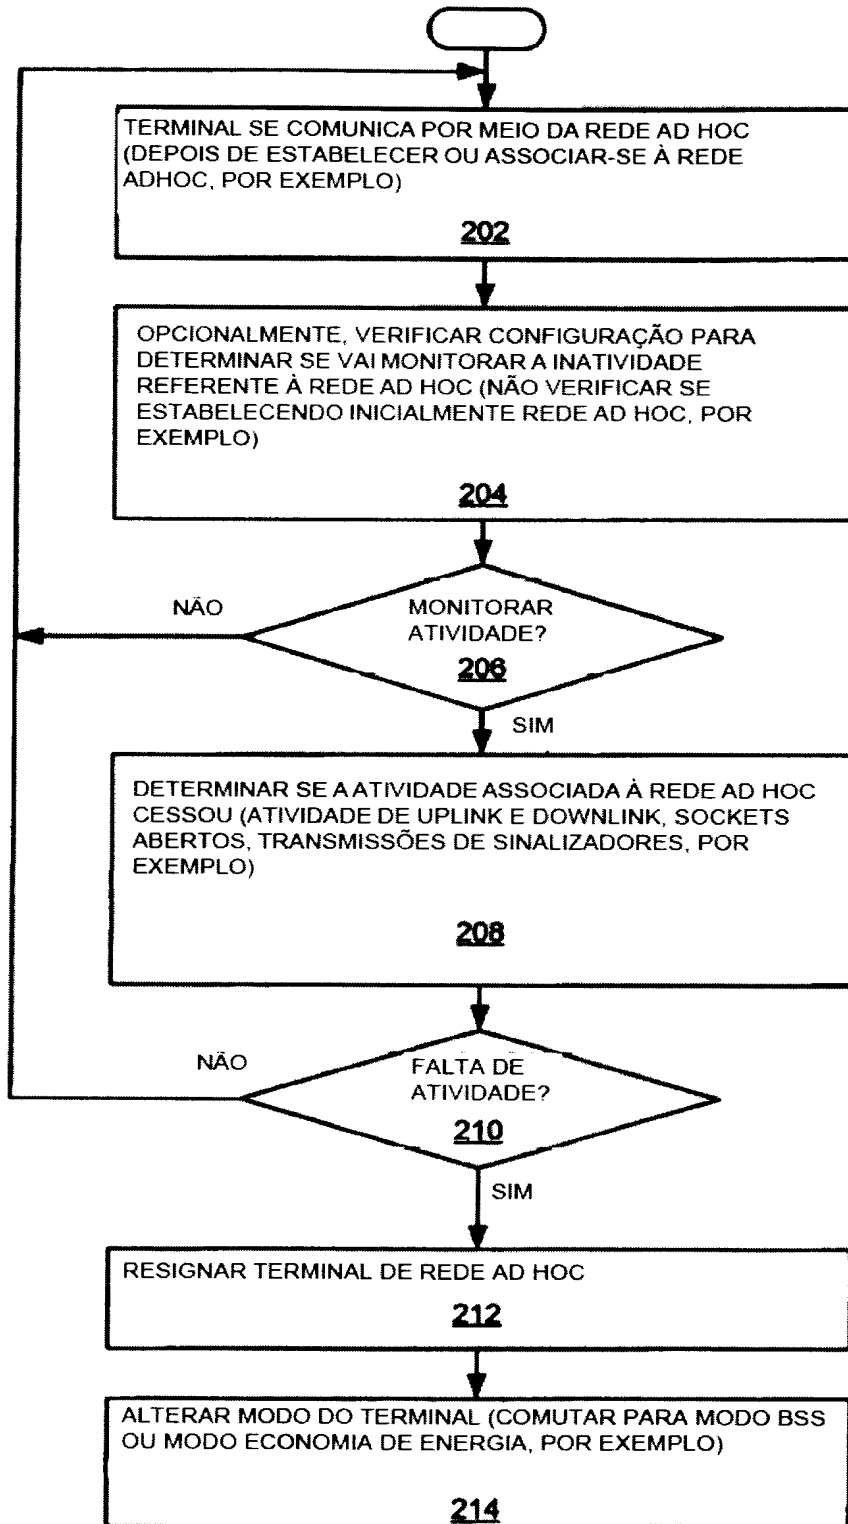 TERMINAL SE COMUNICA POR MEIO DA REDE AD HOC
(DEPOIS DE ESTABELECER OU ASSOCIAR-SE À REDE
ADHOC, POR EXEMPLO)
202
OPCIONALMENTE, VERIFICAR CONFIGURAÇÃO PARA
DETERMINAR SE VAI MONITORAR A INATIVIDADE
REFERENTE À REDE AD HOC (NÃO VERIFICAR SE
ESTABELECENDO INICIALMENTE REDE AD HOC, POR
EXEMPLO)
204
NÃO
MONITORAR
ATIVIDADE?
206
SIM
DETERMINAR SE A ATIVIDADE ASSOCIADA À REDE AD HOC
CESSOU (ATIVIDADE DE UPLINK E DOWNLINK, SOCKETS
ABERTOS, TRANSMISSÕES DE SINALIZADORES, POR
EXEMPLO)
208
NÃO
FALTA DE
ATIVIDADE?
210
SIM
RESIGNAR TERMINAL DE REDE AD HOC
212
ALTERAR MODO DO TERMINAL (COMUTAR PARA MODO BSS
OU MODO ECONOMIA DE ENERGIA, POR EXEMPLO)
214